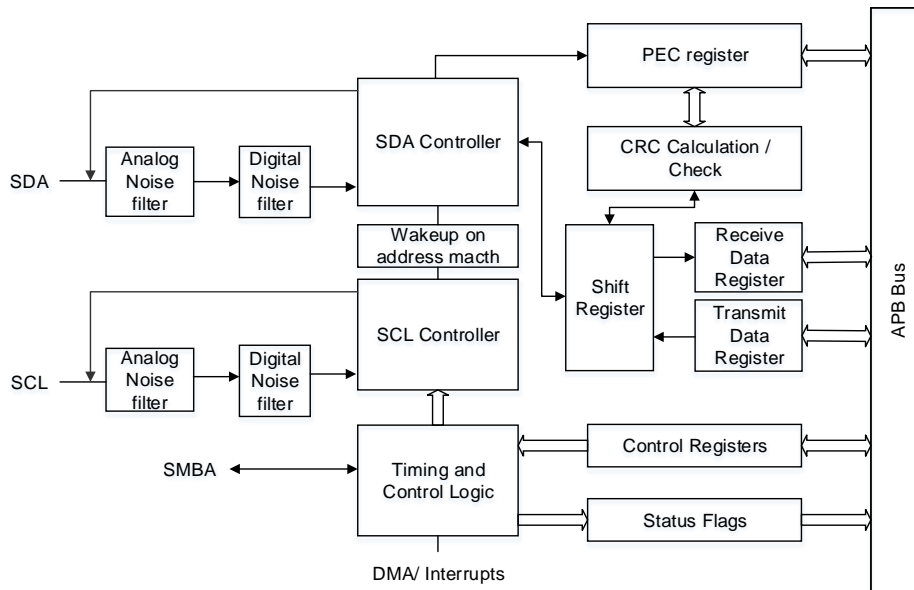 PEC register
SDA Controller
CRC Calculation /
Check
SDA
Analog
Noise
filter
Digital
Noise
filter
Wakeup on
address macth
Shift
Register
Receive
Data
Register
Transmit
Data
Register
APB Bus
SCL Controller
SCL
Analog
Noise
filter
Digital
Noise
filter
SMBA
Timing and
Control Logic
Control Registers
Status Flags
DMA/ Interrupts